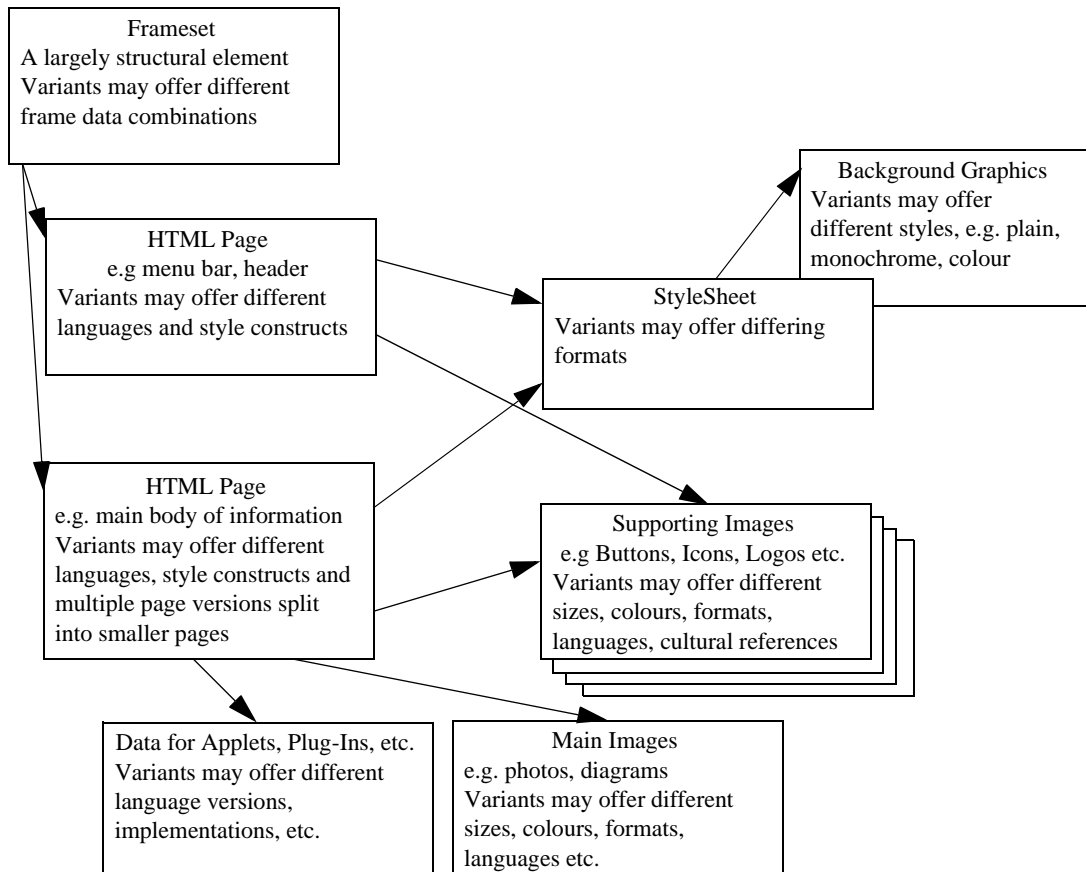 Frameset
A largely structural element
Variants may offer different
frame data combinations
Background Graphics
Variants may offer
different styles, e.g. plain,
monochrome, colour
HTML Page
e.g menu bar, header
Variants may offer different
languages and style constructs
StyleSheet
Variants may offer differing
formats
HTML Page
e.g. main body of information
Variants may offer different
languages, style constructs and
multiple page versions split
into smaller pages
Supporting Images
e.g Buttons, Icons, Logos etc.
Variants may offer different
sizes, colours, formats,
languages, cultural references
Data for Applets, Plug-Ins, etc.
Variants may offer different
language versions,
implementations, etc.
Main Images
e.g. photos, diagrams
Variants may offer different
sizes, colours, formats,
languages etc.